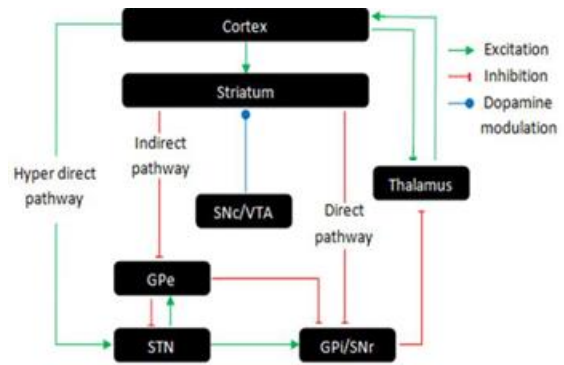 Cortex
Excitation
Inhibition
Dopamine
modulation
Striatum
Indirect
pathway
Hyper direct
pathway
Thalamus
SNc/VTA
Direct
pathway
GPe
STN
GPi/SNr